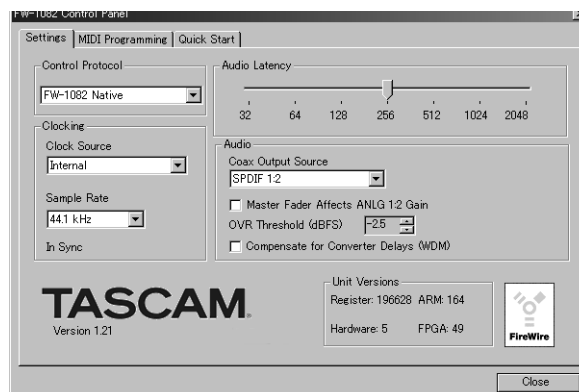 FW-1082 Control Panel
Settings
MIDI Programming
Quick Start
Control Protocol
FW-1082 Native
Audio Latency
32 64 128 256 512 1024 2048
Clocking
Clock Source
Internal
Sample Rate
44.1 kHz
In Sync
Audio
Coax Output Source
SPDIF 1:2
Master Fader Affects ANLG 1:2 Gain
OVR Threshold (dBFS) -2.5
Compensate for Converter Delays (WDM)
TASCAM.
Version 1.21
Unit Versions
Register: 196628 ARM: 164
Hardware: 5 FPGA: 49
FireWire
Close